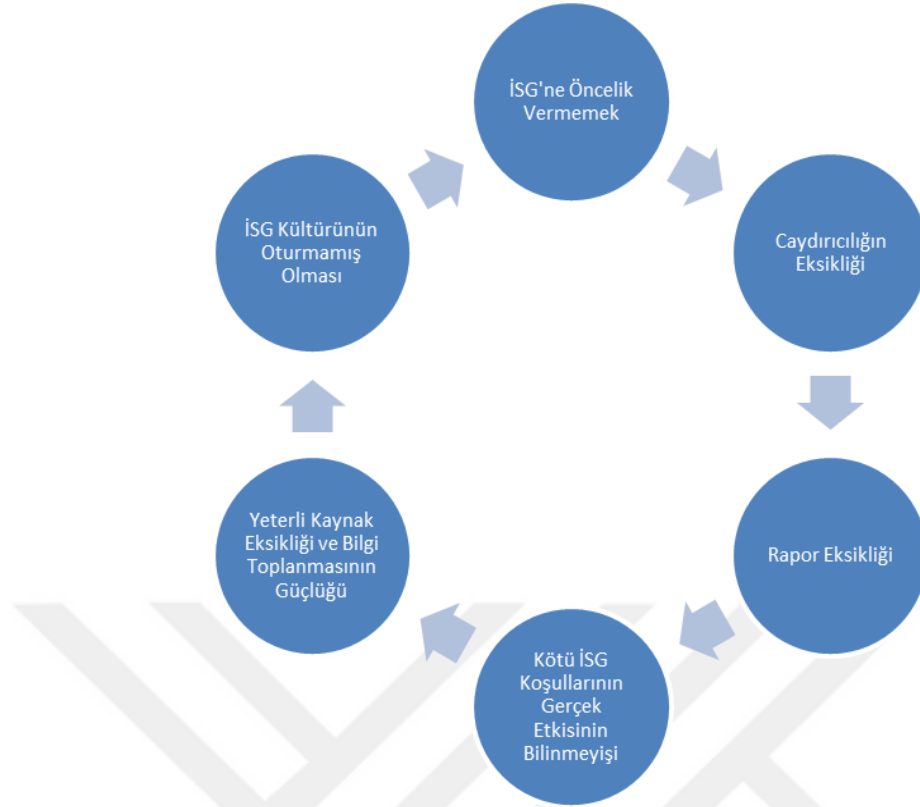 İSG'ne Öncelik
Vermemek
Caydırıcılığın
Eksikliği
Rapor Eksikliği
Kötü İSG
Koşullarının
Gerçek
Etkisinin
Bilinmeyişi
Yeterli Kaynak
Eksikliği ve Bilgi
Toplanmasının
Güçlüğü
İSG Kültürünün
Oturmamış
Olması